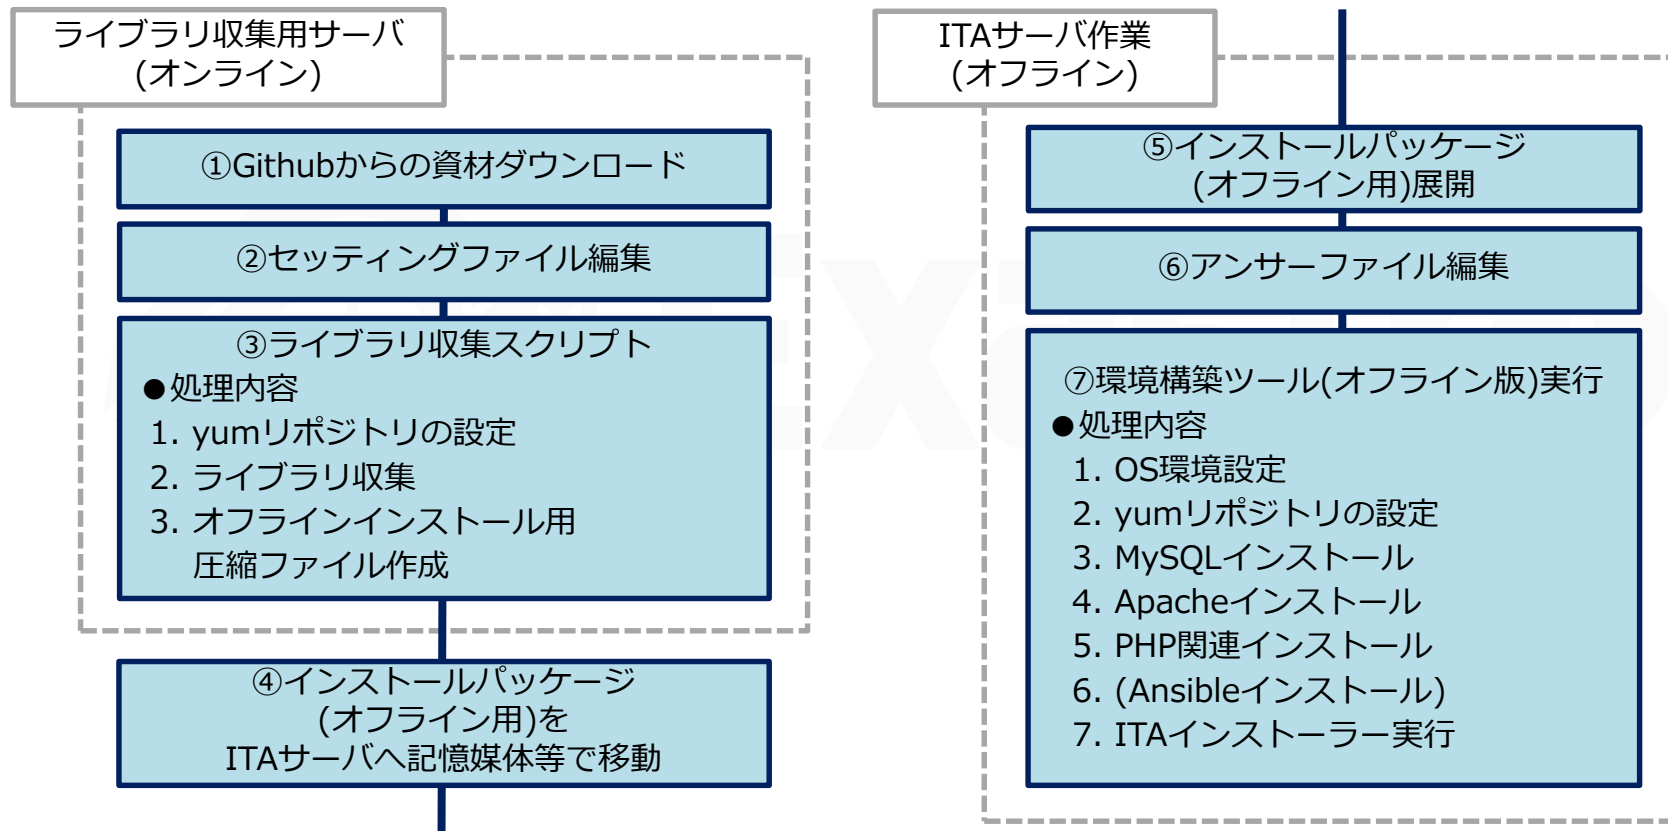 ライブラリ収集用サーバ
(オンライン)
①Githubからの資材ダウンロード
②セッティングファイル編集
③ライブラリ収集スクリプト
●処理内容
1. yumリポジトリの設定
2. ライブラリ収集
3. オフラインインストール用
圧縮ファイル作成
④インストールパッケージ
(オフライン用)を
ITAサーバへ記憶媒体等で移動
ITAサーバ作業
(オフライン)
⑤インストールパッケージ
(オフライン用)展開
⑥アンサーファイル編集
⑦環境構築ツール(オフライン版)実行
●処理内容
1. OS環境設定
2. yumリポジトリの設定
3. MySQLインストール
4. Apacheインストール
5. PHP関連インストール
6. (Ansibleインストール)
7. ITAインストーラー実行